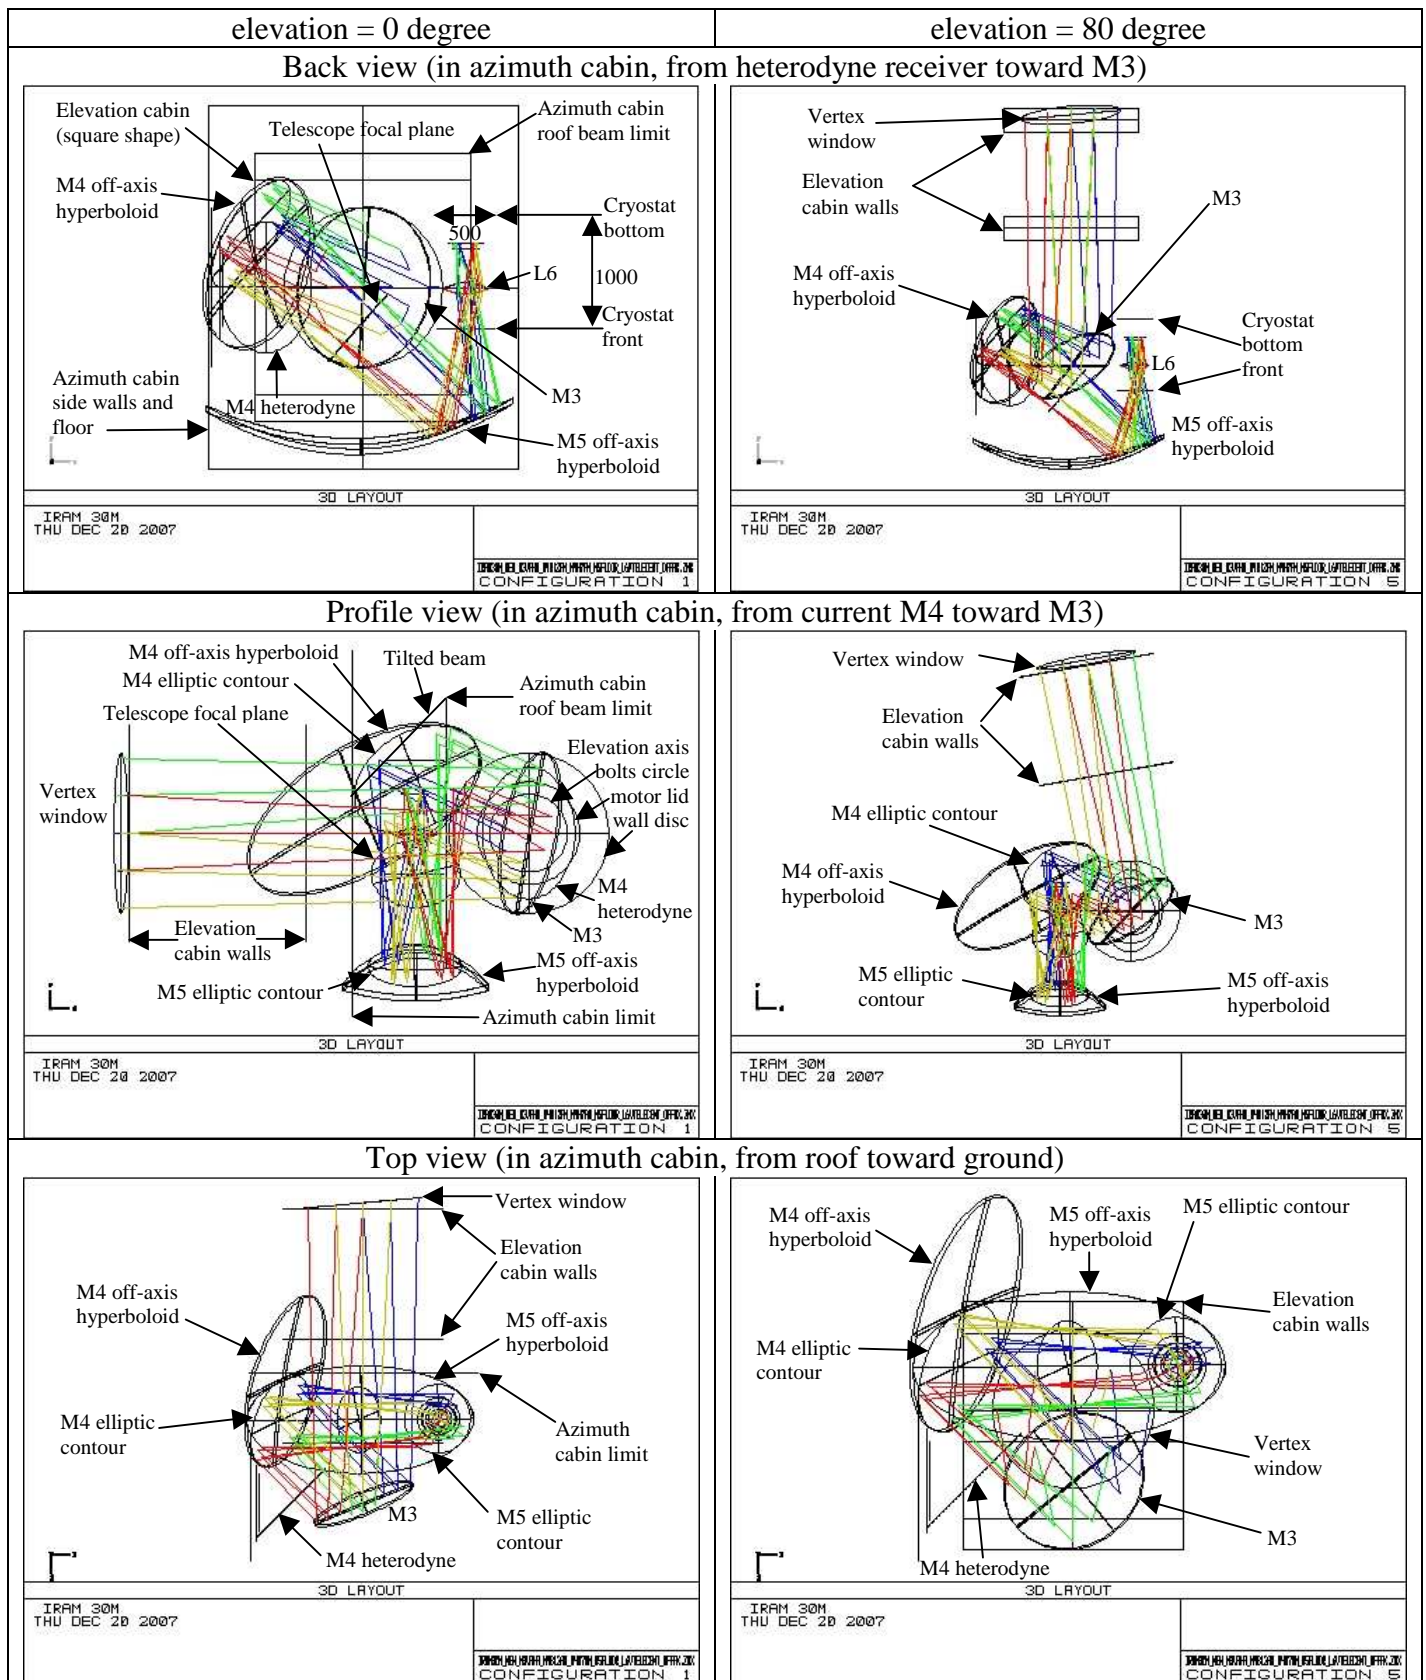 elevation = 0 degree
elevation = 80 degree
Back view (in azimuth cabin, from heterodyne receiver toward M3)
Elevation cabin
(square shape)
Telescope focal plane
Azimuth cabin
roof beam limit
M4 off-axis
hyperboloid
Cryostat
bottom
500
L6
1000
Cryostat
front
Azimuth cabin
side walls and
floor
M4 heterodyne
M3
M5 off-axis
hyperboloid
3D LAYOUT
IRAM 30M
THU DEC 20 2007
CONFIGURATION 1
Vertex
window
Elevation
cabin walls
M3
M4 off-axis
hyperboloid
Cryostat
bottom
front
L6
M5 off-axis
hyperboloid
3D LAYOUT
IRAM 30M
THU DEC 20 2007
CONFIGURATION 5
Profile view (in azimuth cabin, from current M4 toward M3)
M4 off-axis hyperboloid
Tilted beam
M4 elliptic contour
Azimuth cabin
roof beam limit
Telescope focal plane
Elevation axis
bolts circle
motor lid
wall disc
Vertex
window
M4
heterodyne
M3
Elevation
cabin walls
M5 off-axis
hyperboloid
M5 elliptic contour
Azimuth cabin limit
3D LAYOUT
IRAM 30M
THU DEC 20 2007
CONFIGURATION 1
Vertex window
Elevation
cabin walls
M4 elliptic contour
M4 off-axis
hyperboloid
M3
M5 elliptic
contour
M5 off-axis
hyperboloid
3D LAYOUT
IRAM 30M
THU DEC 20 2007
CONFIGURATION 5
Top view (in azimuth cabin, from roof toward ground)
Vertex window
Elevation
cabin walls
M4 off-axis
hyperboloid
M5 off-axis
hyperboloid
M4 elliptic
contour
Azimuth
cabin limit
M3
M5 elliptic
contour
M4 heterodyne
3D LAYOUT
IRAM 30M
THU DEC 20 2007
CONFIGURATION 1
M4 off-axis
hyperboloid
M5 off-axis
hyperboloid
M5 elliptic contour
Elevation
cabin walls
M4 elliptic
contour
Vertex
window
M3
M4 heterodyne
3D LAYOUT
IRAM 30M
THU DEC 20 2007
CONFIGURATION 5